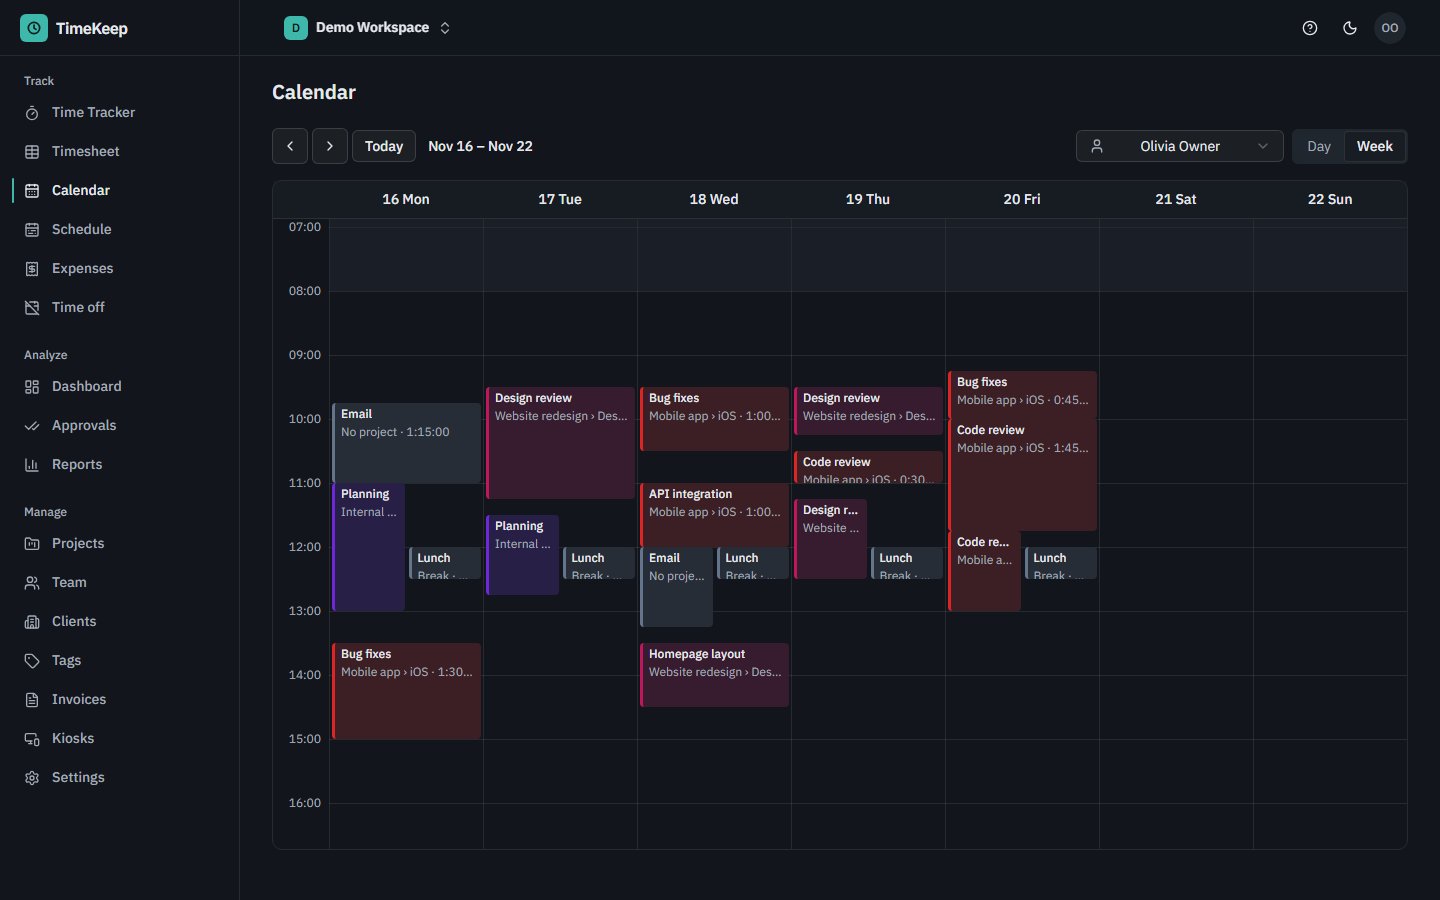 TimeKeep
D Demo Workspace
OO
Track
Time Tracker
Timesheet
Calendar
Schedule
Expenses
Time off
Analyze
Dashboard
Approvals
Reports
Manage
Projects
Team
Clients
Tags
Invoices
Kiosks
Settings
Calendar
Today Nov 16 – Nov 22
Olivia Owner
Day Week
16 Mon 17 Tue 18 Wed 19 Thu 20 Fri 21 Sat 22 Sun
07:00
08:00
09:00
10:00
11:00
12:00
13:00
14:00
15:00
16:00
Email
No project · 1:15:00
Planning
Internal ...
Lunch
Break · ...
Bug fixes
Mobile app › iOS · 1:30...
Design review
Website redesign › Des...
Planning
Internal ...
Lunch
Break · ...
Bug fixes
Mobile app › iOS · 1:00...
API integration
Mobile app › iOS · 1:00...
Email
No proje...
Lunch
Break · ...
Homepage layout
Website redesign › Des...
Design review
Website redesign › Des...
Code review
Mobile app › iOS · 0:30...
Design r...
Website ...
Lunch
Break · ...
Bug fixes
Mobile app › iOS · 0:45...
Code review
Mobile app › iOS · 1:45...
Code re...
Mobile a...
Lunch
Break · ...